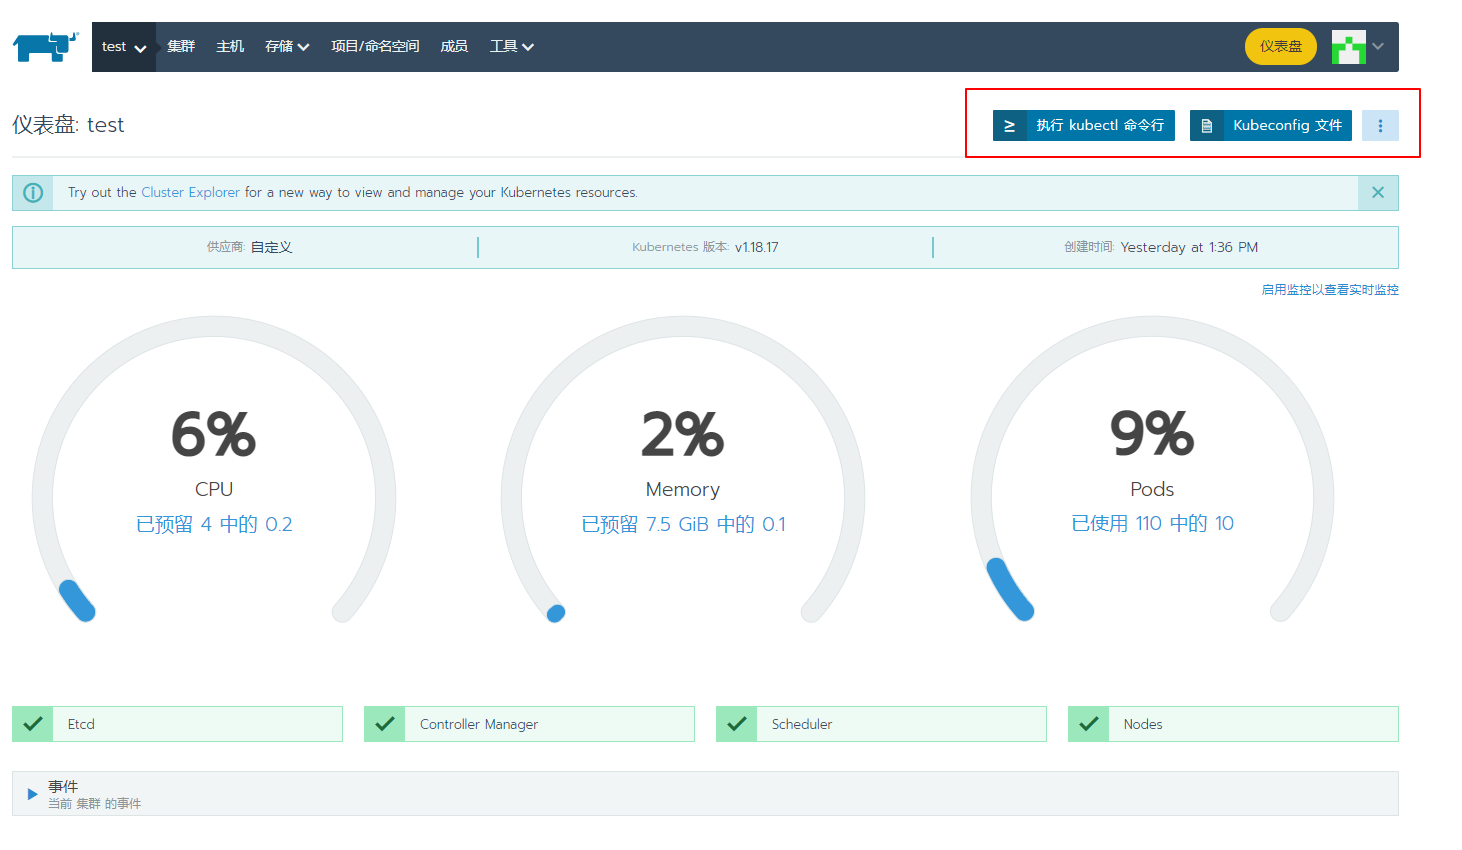 test 集群 主机 存储 项目/命名空间 成员 工具 仪表盘
仪表盘: test 执行 kubectl 命令行 Kubeconfig 文件
Try out the Cluster Explorer for a new way to view and manage your Kubernetes resources.
供应商: 自定义 Kubernetes 版本: v1.18.17 创建时间: Yesterday at 1:36 PM
启用监控以查看实时监控
6% 2% 9%
CPU Memory Pods
已预留 4 中的 0.2 已预留 7.5 GiB 中的 0.1 已使用 110 中的 10
Etcd Controller Manager Scheduler Nodes
事件
当前 集群 的事件